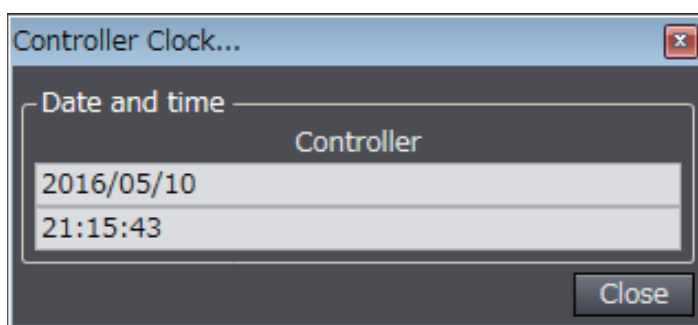 Controller Clock...
Date and time
Controller
2016/05/10
21:15:43
Close